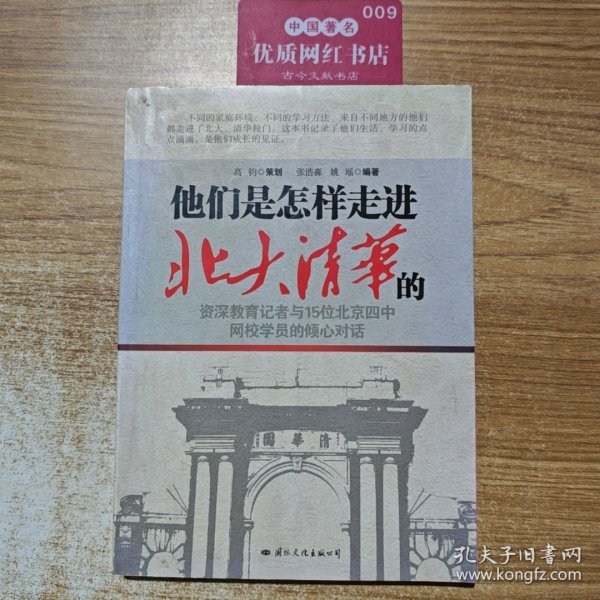 009
中国著名
优质网红书店
古今文献书店
不同的家庭环境、不同的学习方法，来自不同地方的他们
都走进了北大、清华校门。这本书记录了他们生活、学习的点
点滴滴，是他们成长的见证。
高钧◇策划 张浩淼 姚瑶◇编著
他们是怎样走进
北大清華的
资深教育记者与15位北京四中
网校学员的倾心对话
清華園
国际文化出版公司
孔夫子旧书网
www.kongfz.com